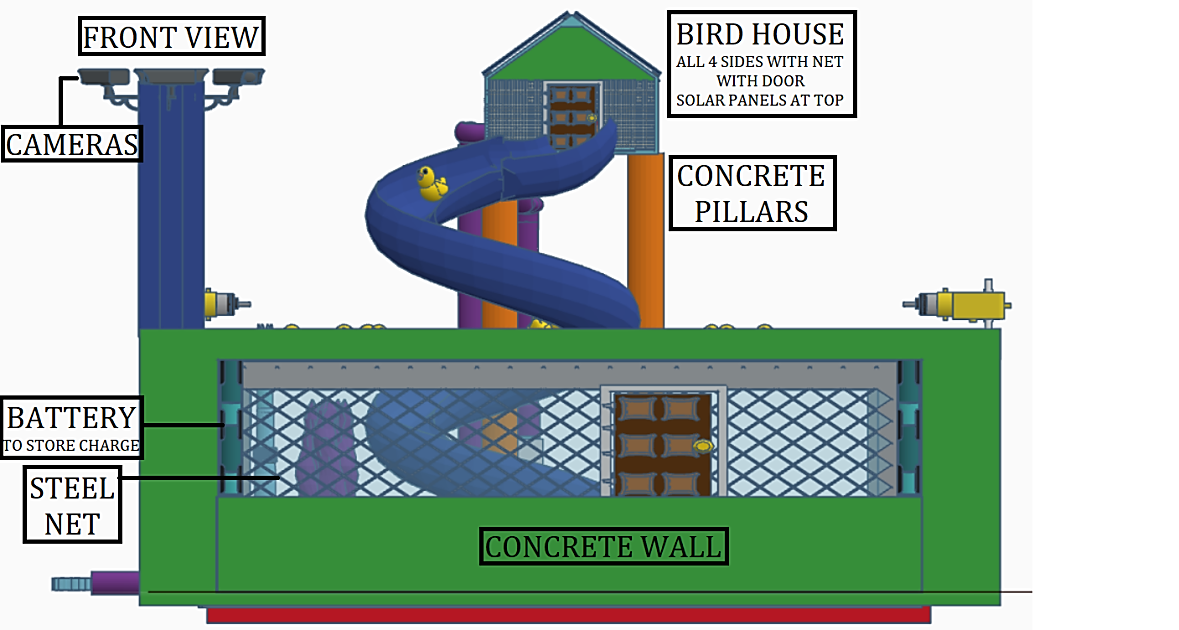 FRONT VIEW
CAMERAS
BIRD HOUSE
ALL 4 SIDES WITH NET
WITH DOOR
SOLAR PANELS AT TOP
CONCRETE
PILLARS
BATTERY
TO STORE CHARGE
STEEL
NET
CONCRETE WALL